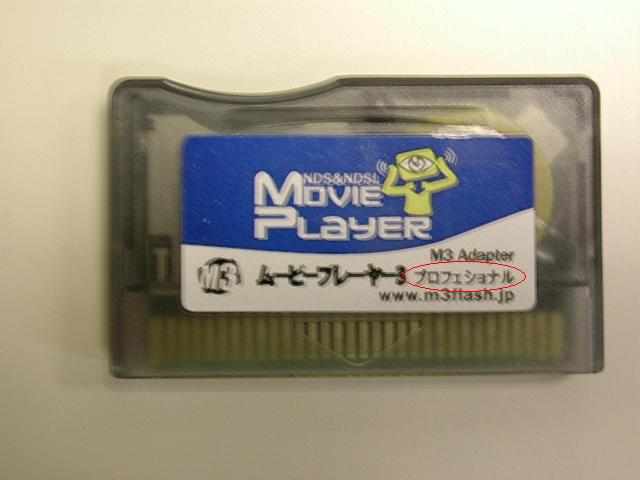 NDS&NDSL
MOVIE
PLAYER
M3 Adapter
M3 ムービープレーヤー3 プロフェショナル
www.m3flash.jp